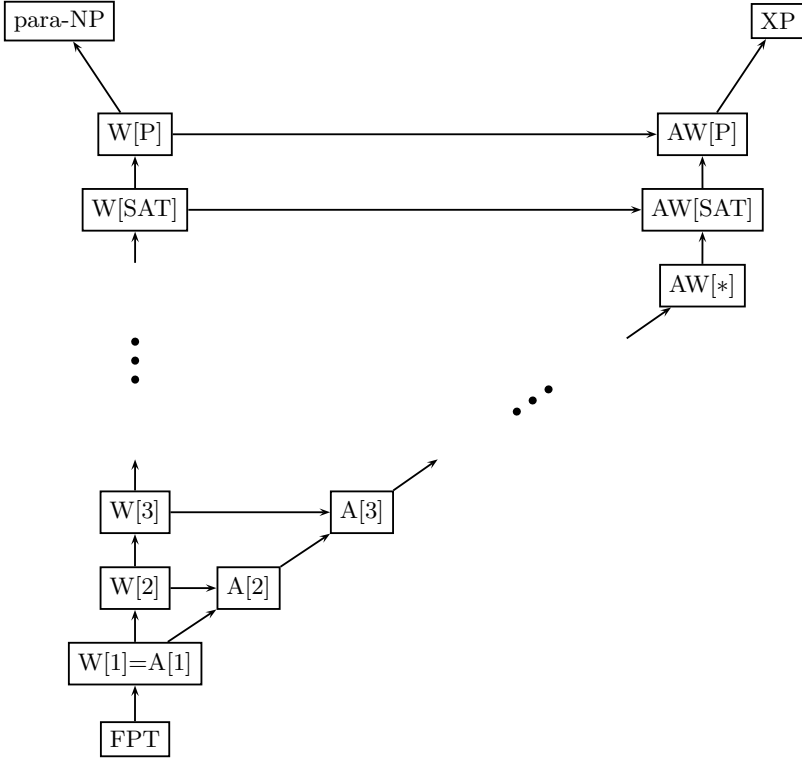 para-NP
XP
W[P]
AW[P]
W[SAT]
AW[SAT]
AW[∗]
W[3]
A[3]
W[2]
A[2]
W[1]=A[1]
FPT